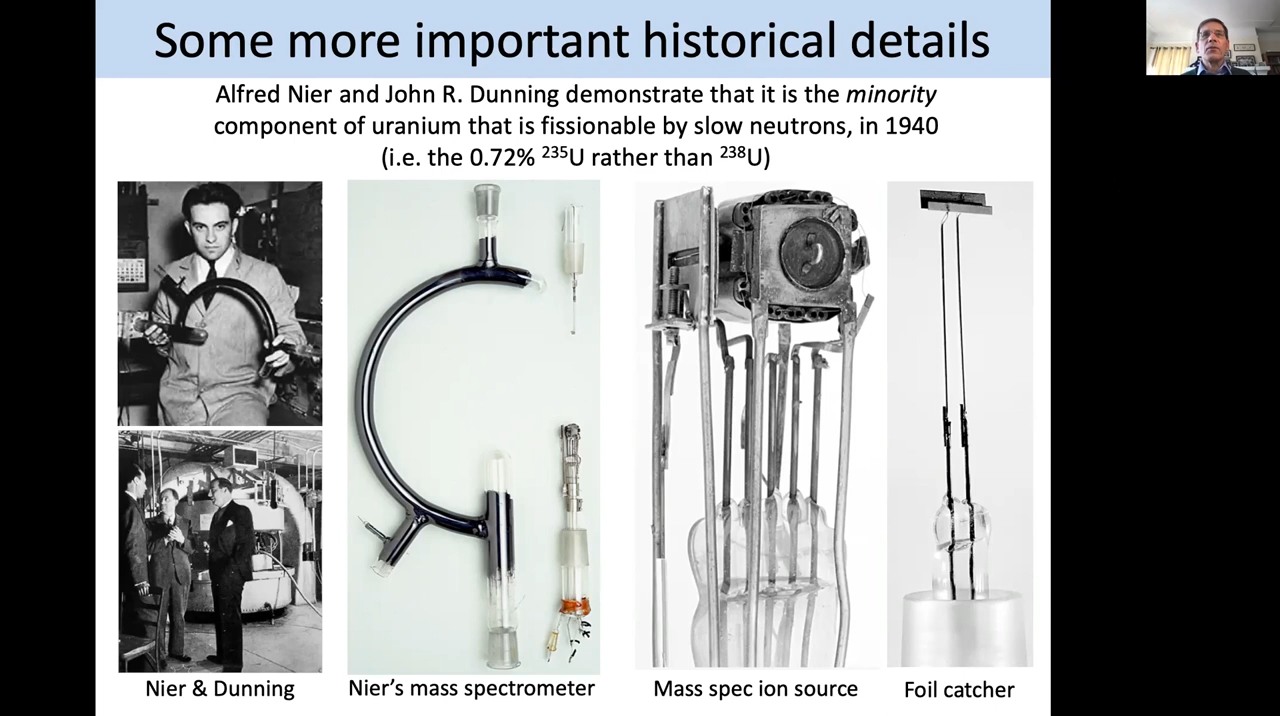 Some more important historical details
Alfred Nier and John R. Dunning demonstrate that it is the minority
component of uranium that is fissionable by slow neutrons, in 1940
(i.e. the 0.72% ²³⁵U rather than ²³⁸U)
Nier & Dunning
Nier’s mass spectrometer
Mass spec ion source
Foil catcher